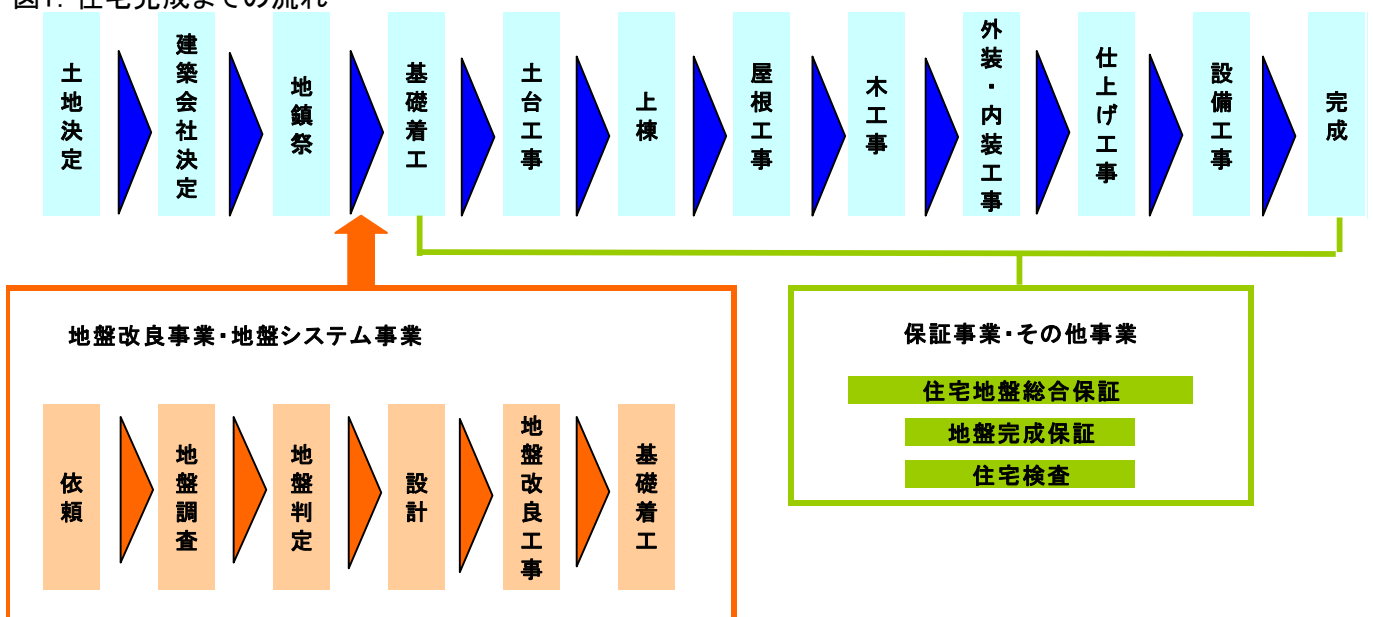 図1. 住宅完成までの流れ
土地決定
建築会社決定
地鎮祭
基礎着工
土台工事
上棟
屋根工事
木工事
外装・内装工事
仕上げ工事
設備工事
完成
地盤改良事業・地盤システム事業
依頼
地盤調査
地盤判定
設計
地盤改良工事
基礎着工
保証事業・その他事業
住宅地盤総合保証
地盤完成保証
住宅検査